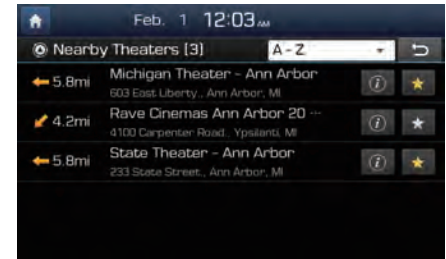 Feb. 1 12:03 AM
Nearby Theaters (3) A - Z
5.8mi Michigan Theater - Ann Arbor
603 East Liberty., Ann Arbor, MI
4.2mi Rave Cinemas Ann Arbor 20 ···
4100 Carpenter Road., Ypsilanti, MI
5.8mi State Theater - Ann Arbor
233 State Street., Ann Arbor, MI